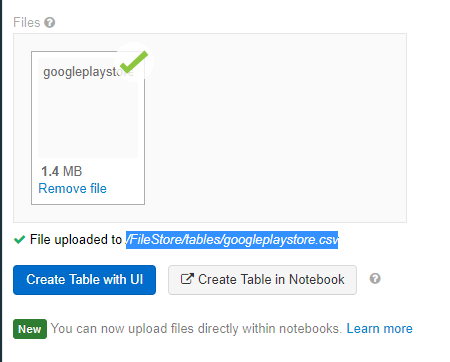 Files
googleplaysto
1.4 MB
Remove file
File uploaded to /FileStore/tables/googleplaystore.csv
Create Table with UI
Create Table in Notebook
New You can now upload files directly within notebooks. Learn more